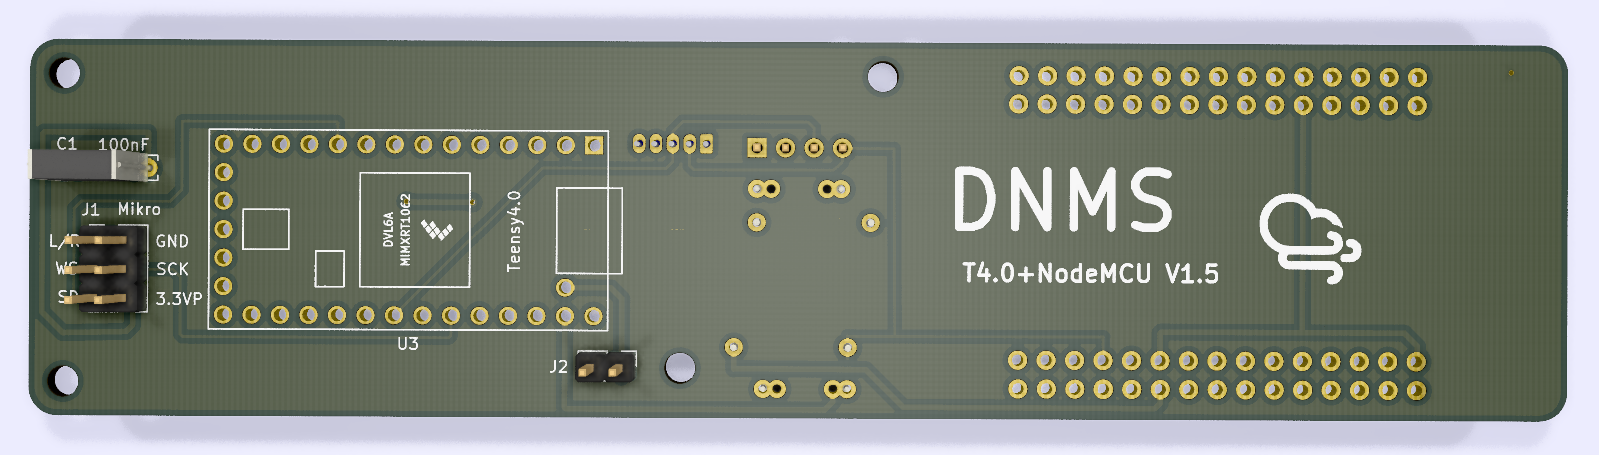 C1 100nF
J1 Mikro
L/R GND
WS SCK
SD 3.3VP
DVL6A
MIMXRT1062
Teensy4.0
U3
J2
DNMS
T4.0+NodeMCU V1.5